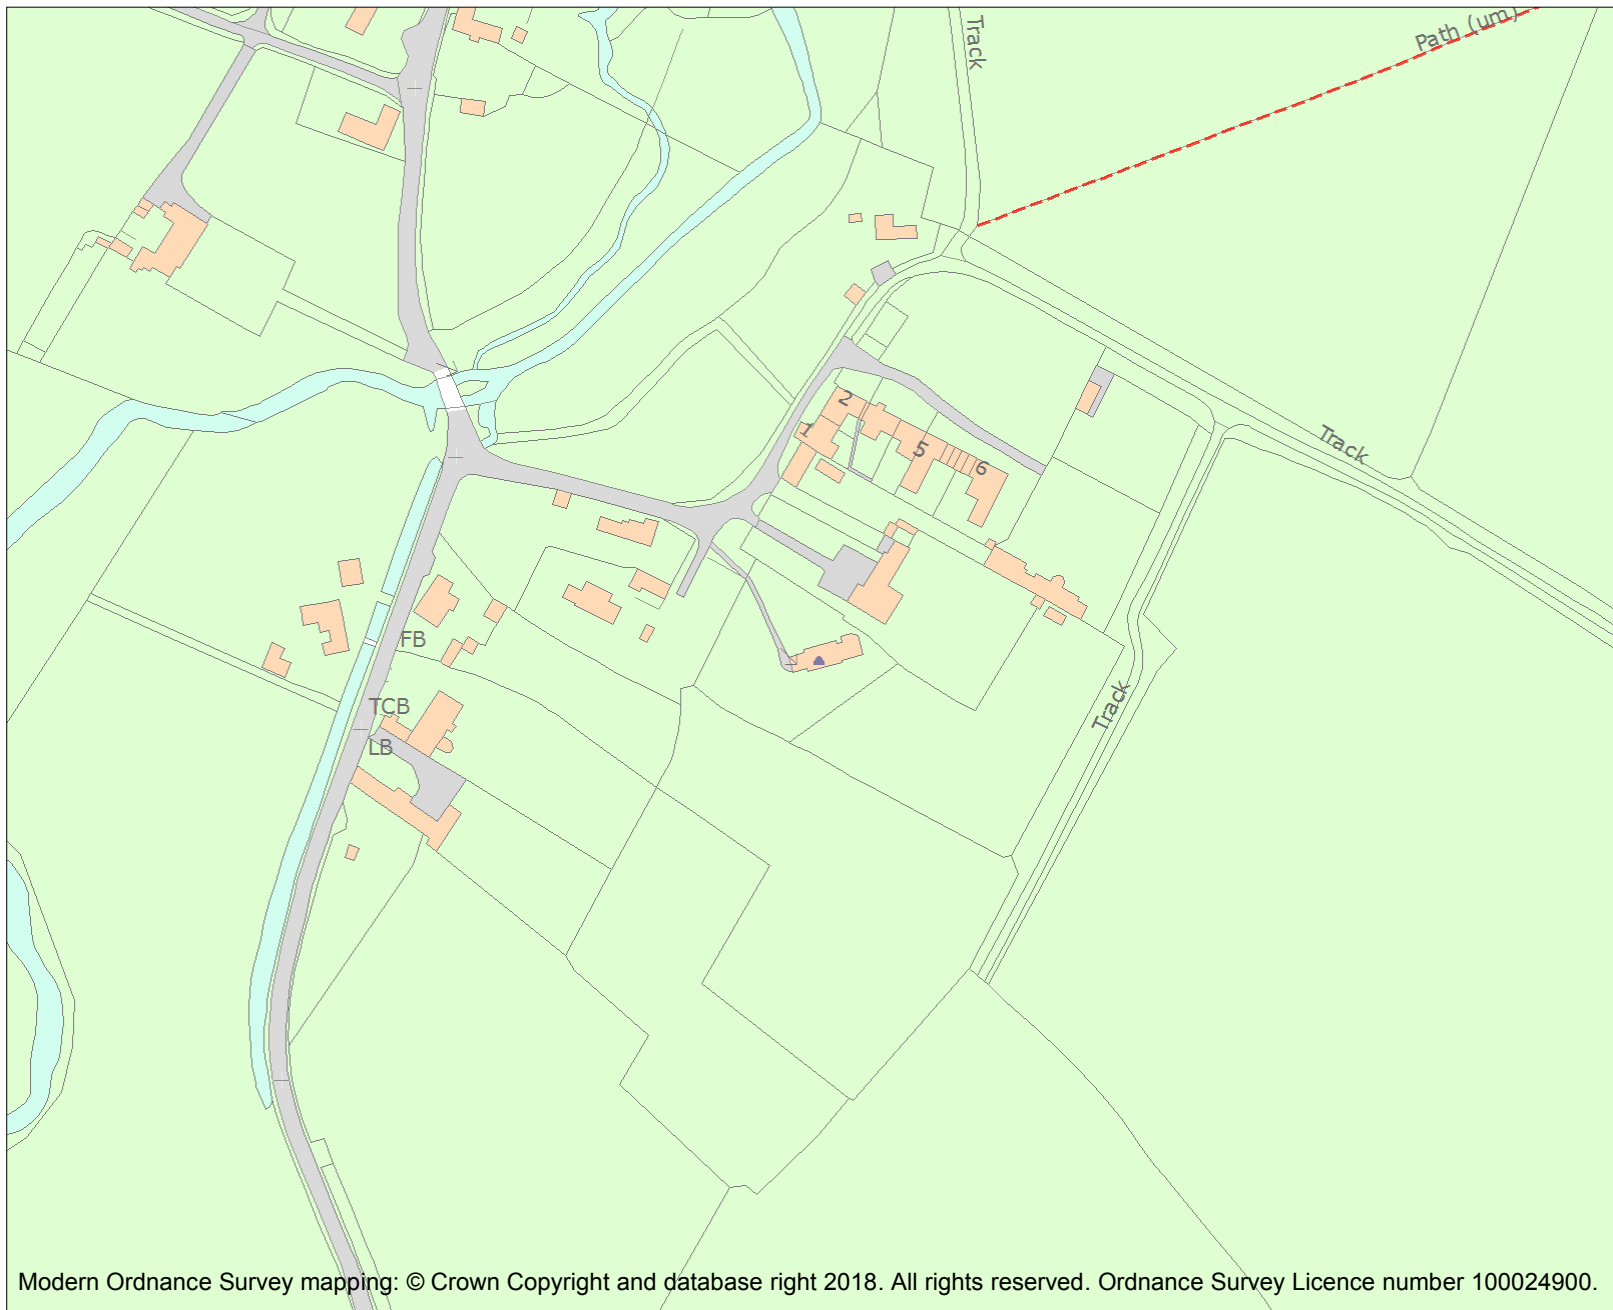 Track
Path (um)
2
1
5
6
Track
FB
Track
TCB
LB
Modern Ordnance Survey mapping: © Crown Copyright and database right 2018. All rights reserved. Ordnance Survey Licence number 100024900.